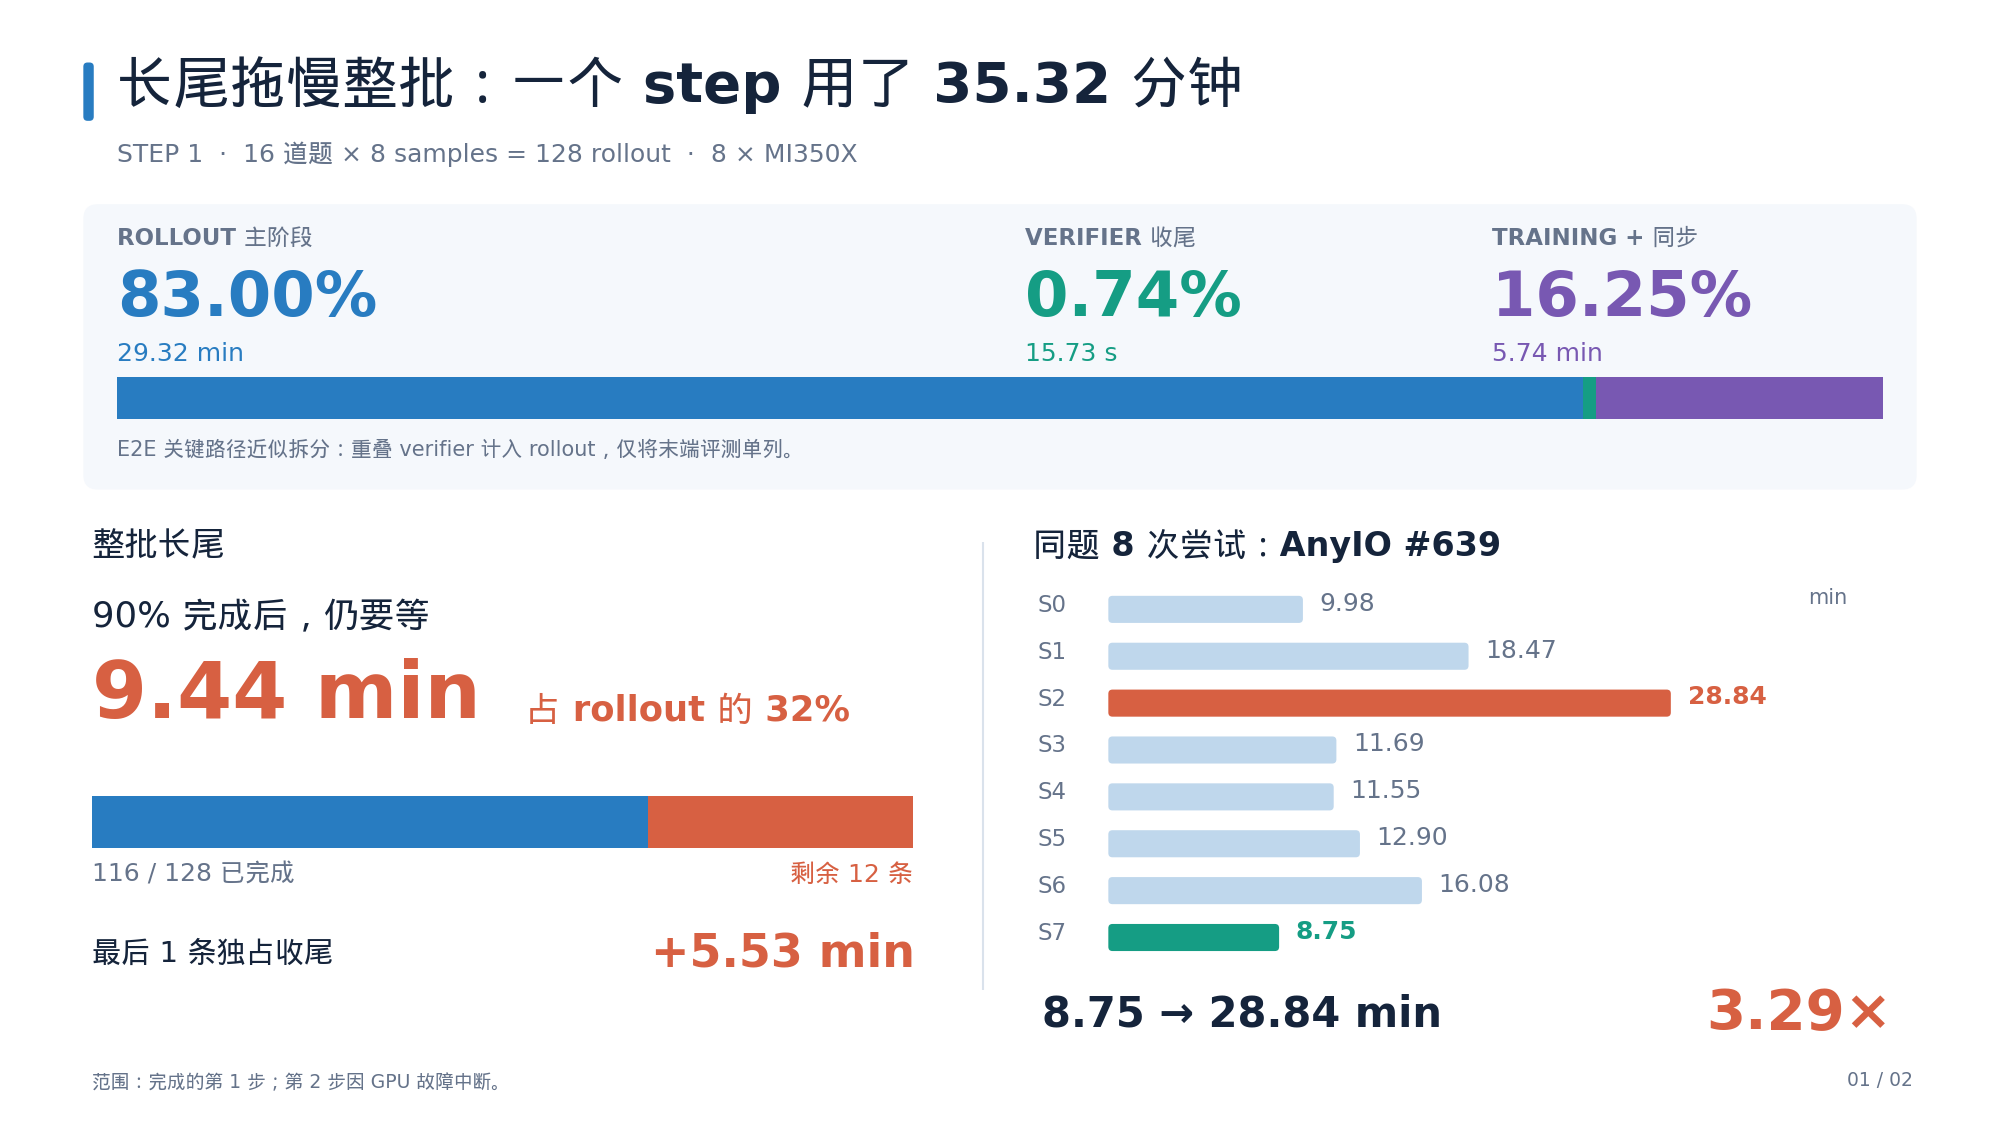 长尾拖慢整批：一个 step 用了 35.32 分钟
STEP 1 · 16 道题 × 8 samples = 128 rollout · 8 × MI350X
ROLLOUT 主阶段
83.00%
29.32 min
VERIFIER 收尾
0.74%
15.73 s
TRAINING + 同步
16.25%
5.74 min
E2E 关键路径近似拆分：重叠 verifier 计入 rollout，仅将末端评测单列。
整批长尾
90% 完成后，仍要等
9.44 min 占 rollout 的 32%
116 / 128 已完成
剩余 12 条
最后 1 条独占收尾
+5.53 min
同题 8 次尝试：AnyIO #639
min
S0 9.98
S1 18.47
S2 28.84
S3 11.69
S4 11.55
S5 12.90
S6 16.08
S7 8.75
8.75 → 28.84 min
3.29×
范围：完成的第 1 步；第 2 步因 GPU 故障中断。
01 / 02